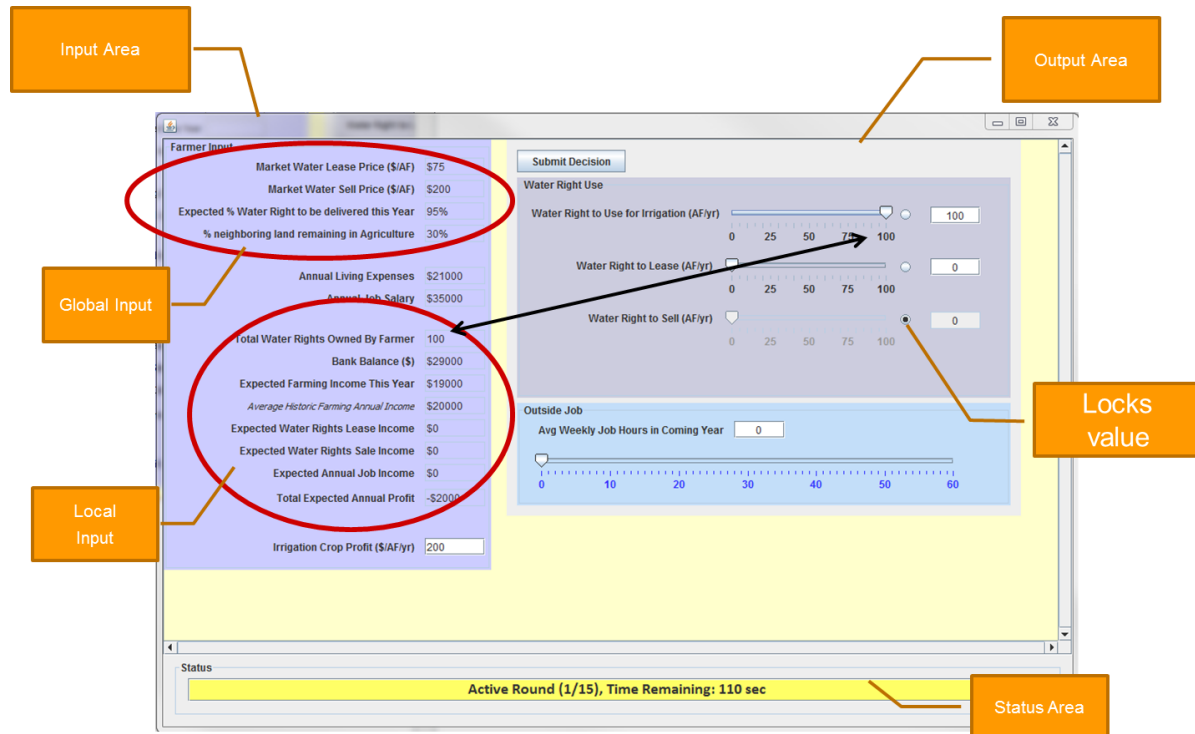 Input Area
Output Area
Farmer Input
Market Water Lease Price ($/AF) $75
Market Water Sell Price ($/AF) $200
Expected % Water Right to be delivered this Year 95%
% neighboring land remaining in Agriculture 30%
Global Input
Annual Living Expenses $21000
Annual Job Salary $35000
Total Water Rights Owned By Farmer 100
Bank Balance ($) $29000
Expected Farming Income This Year $19000
Average Historic Farming Annual Income $20000
Expected Water Rights Lease Income $0
Expected Water Rights Sale Income $0
Expected Annual Job Income $0
Total Expected Annual Profit -$2000
Local
Input
Irrigation Crop Profit ($/AF/yr) 200
Submit Decision
Water Right Use
Water Right to Use for Irrigation (AF/yr) 100
0 25 50 75 100
Water Right to Lease (AF/yr) 0
0 25 50 75 100
Water Right to Sell (AF/yr) 0
0 25 50 75 100
Locks
value
Outside Job
Avg Weekly Job Hours in Coming Year 0
0 10 20 30 40 50 60
Status
Active Round (1/15), Time Remaining: 110 sec
Status Area